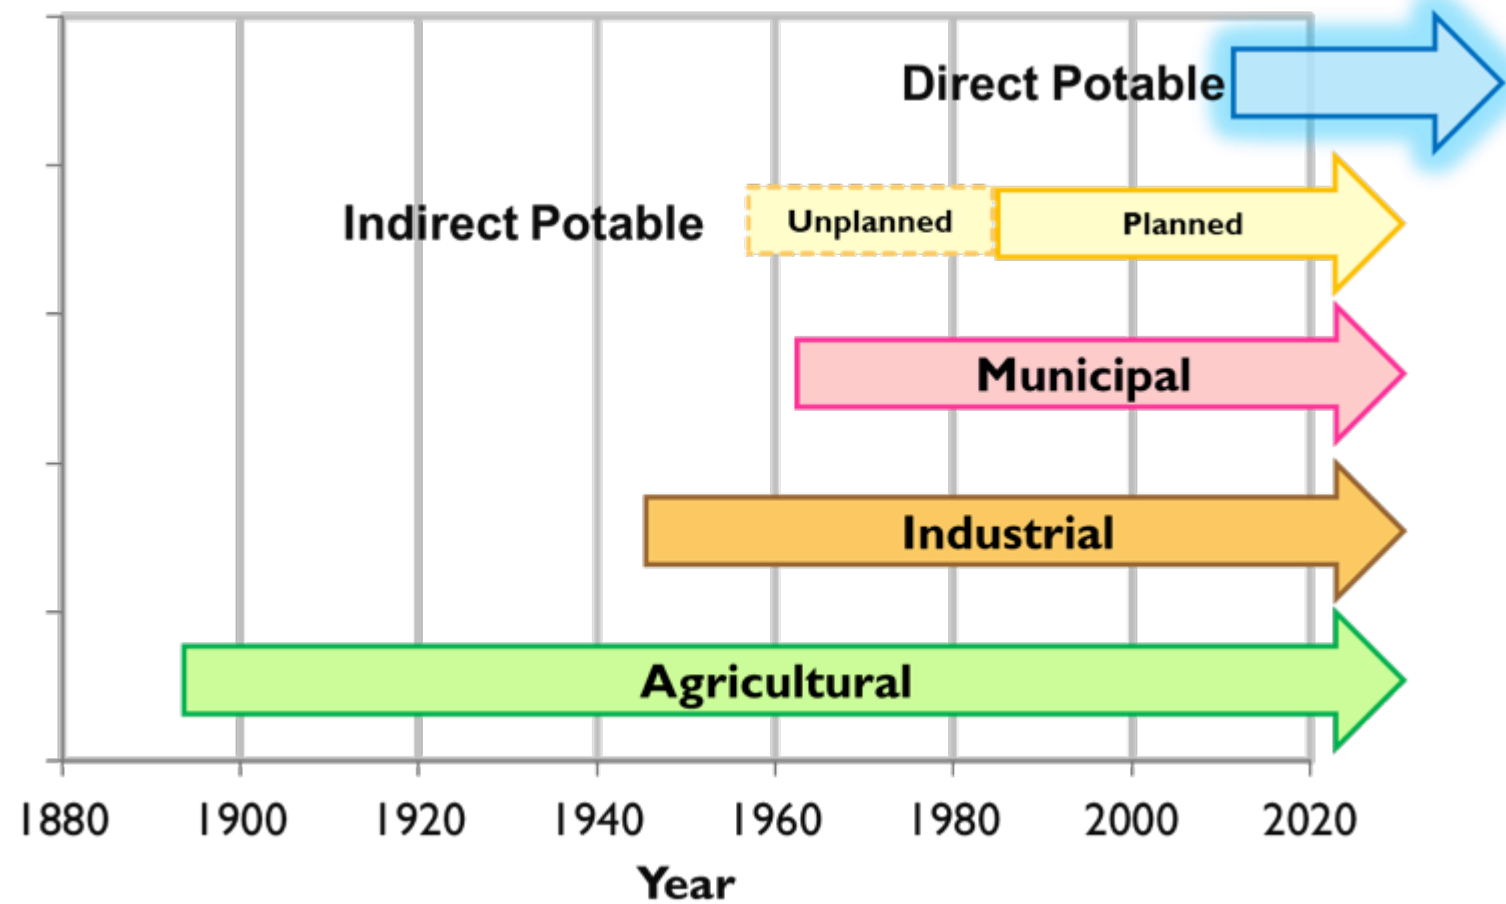 Direct Potable
Indirect Potable
Unplanned
Planned
Municipal
Industrial
Agricultural
1880 1900 1920 1940 1960 1980 2000 2020
Year